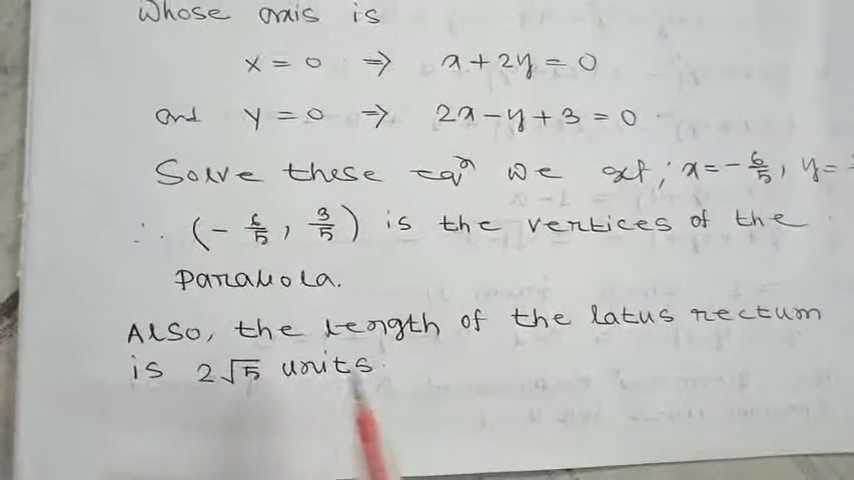 Whose axis is
x = 0 ⇒ x + 2y = 0
and Y = 0 ⇒ 2x - y + 3 = 0
Solve these eqⁿ we get; x = -6/5, y =
∴ (-6/5, 3/5) is the vertices of the
Parabola.
Also, the length of the latus rectum
is 2√5 units.